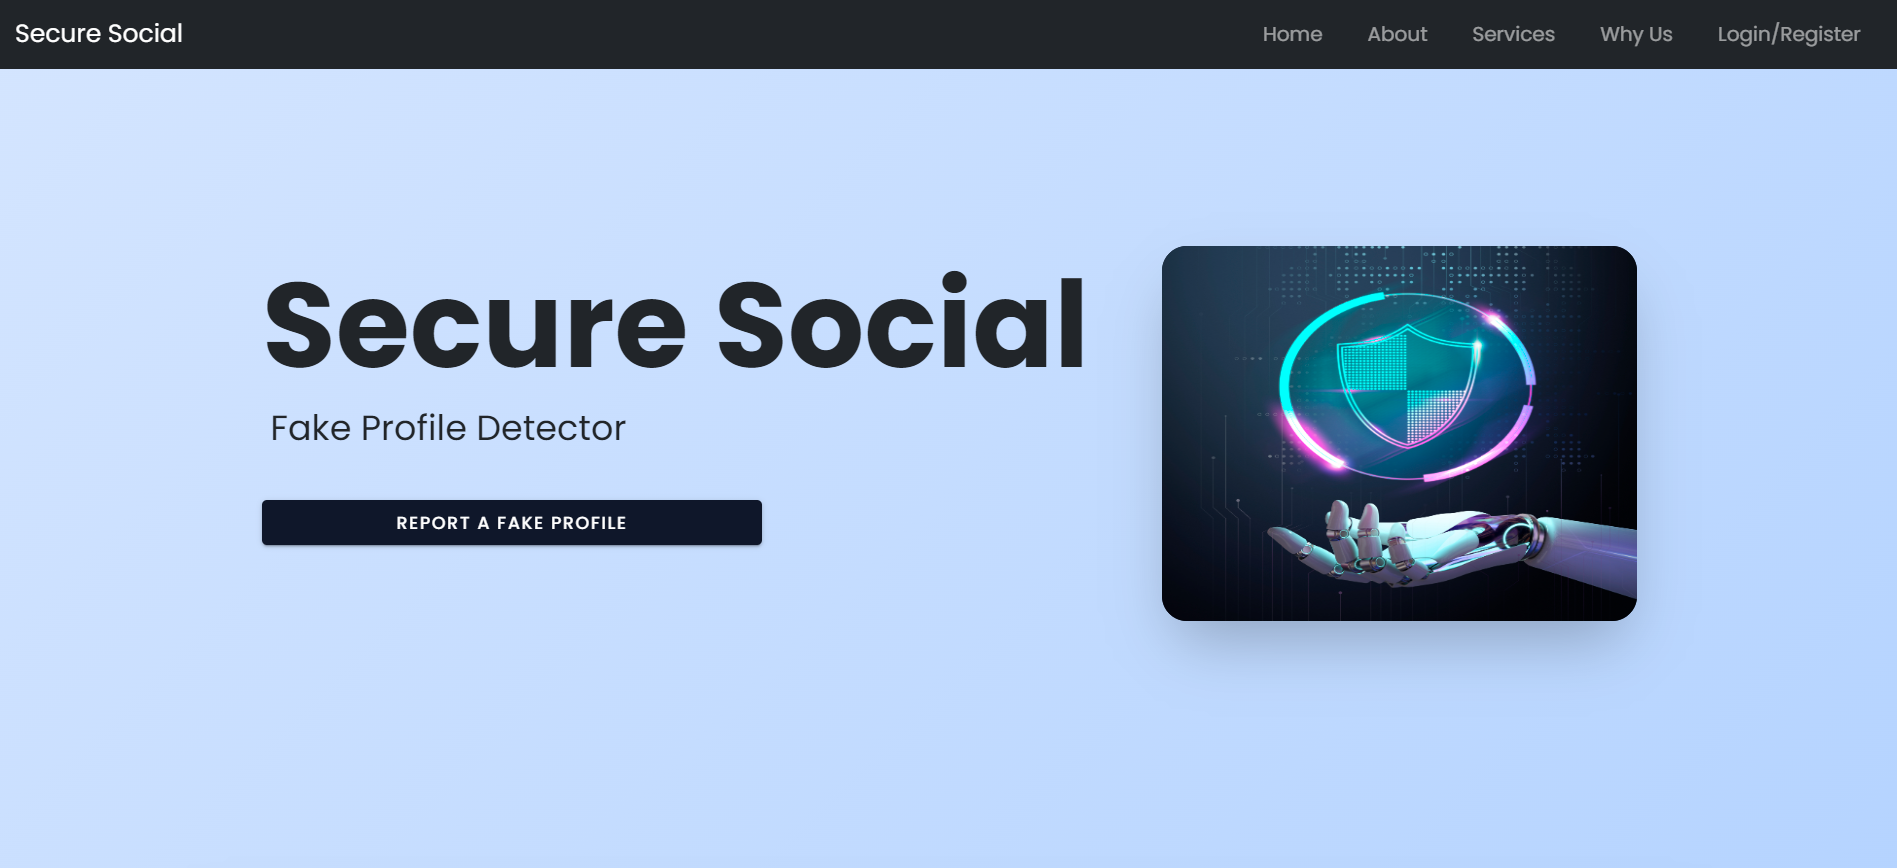 Secure Social
Home About Services Why Us Login/Register
Secure Social
Fake Profile Detector
REPORT A FAKE PROFILE